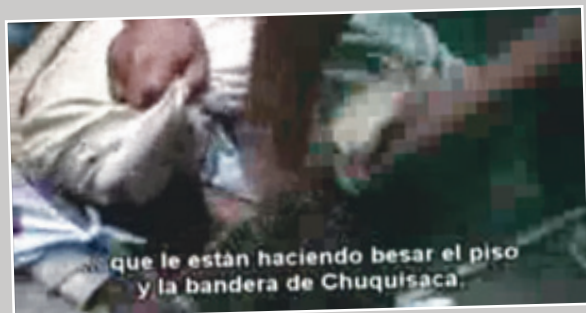 ... que le están haciendo besar el piso
y la bandera de Chuquisaca.